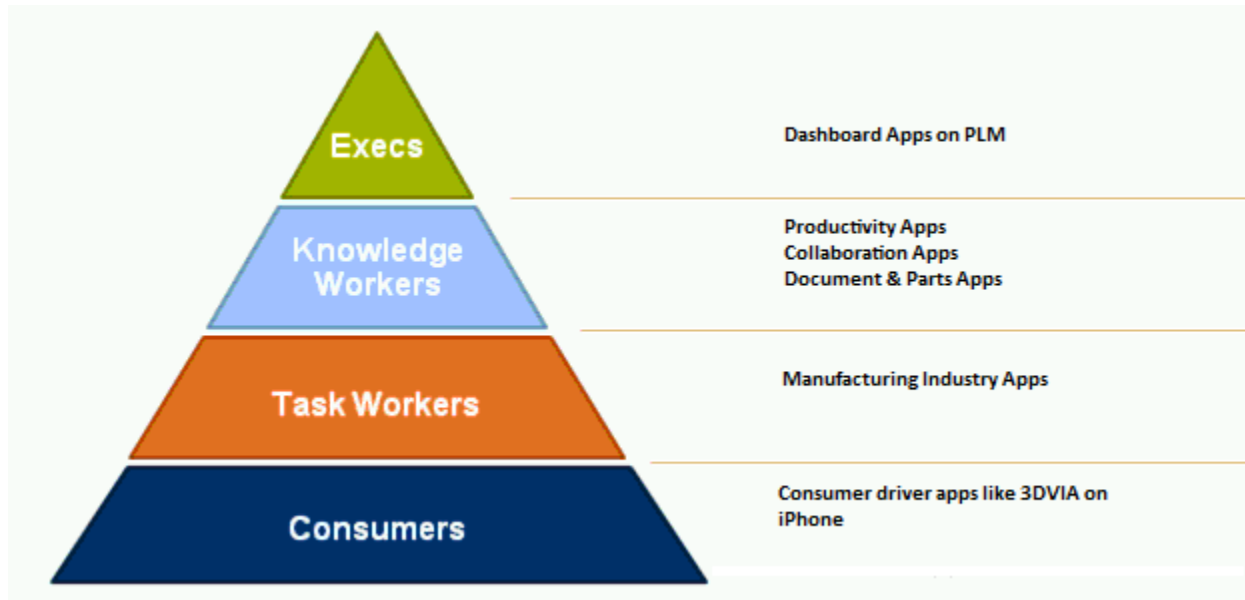 Execs
Dashboard Apps on PLM
Knowledge
Workers
Productivity Apps
Collaboration Apps
Document & Parts Apps
Task Workers
Manufacturing Industry Apps
Consumers
Consumer driver apps like 3DVIA on
iPhone